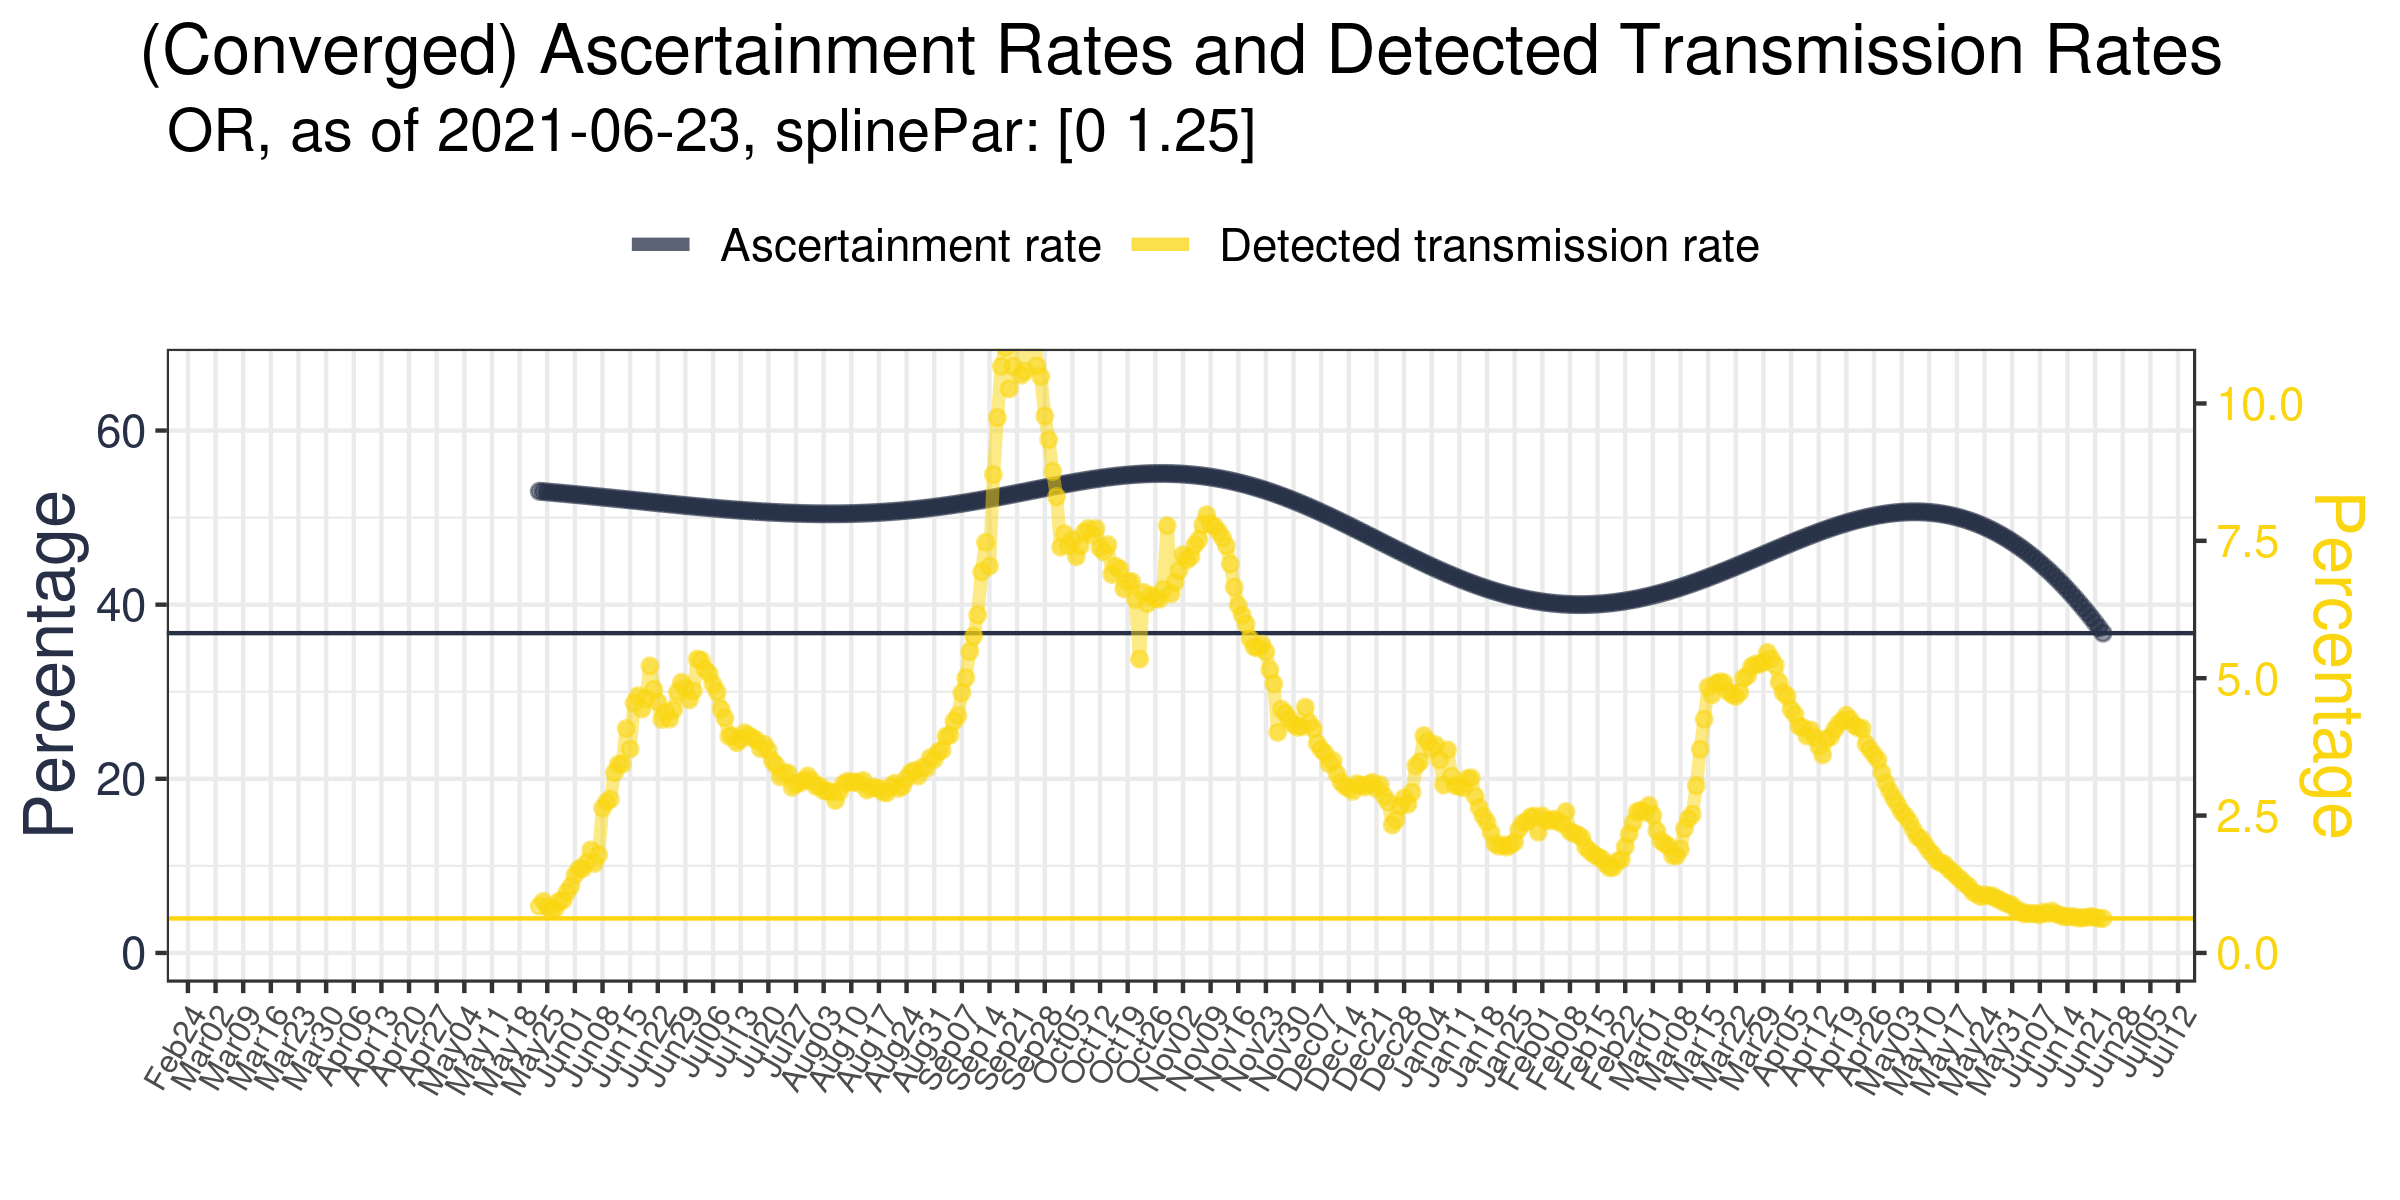 (Converged) Ascertainment Rates and Detected Transmission Rates
OR, as of 2021-06-23, splinePar: [0 1.25]
Ascertainment rate Detected transmission rate
Percentage
60
40
20
0
10.0
7.5
5.0
2.5
0.0
Percentage
Feb24
Mar02
Mar09
Mar16
Mar23
Mar30
Apr06
Apr13
Apr20
Apr27
May04
May11
May18
May25
Jun01
Jun08
Jun15
Jun22
Jun29
Jul06
Jul13
Jul20
Jul27
Aug03
Aug10
Aug17
Aug24
Aug31
Sep07
Sep14
Sep21
Sep28
Oct05
Oct12
Oct19
Oct26
Nov02
Nov09
Nov16
Nov23
Nov30
Dec07
Dec14
Dec21
Dec28
Jan04
Jan11
Jan18
Jan25
Feb01
Feb08
Feb15
Feb22
Mar01
Mar08
Mar15
Mar22
Mar29
Apr05
Apr12
Apr19
Apr26
May03
May10
May17
May24
May31
Jun07
Jun14
Jun21
Jun28
Jul05
Jul12